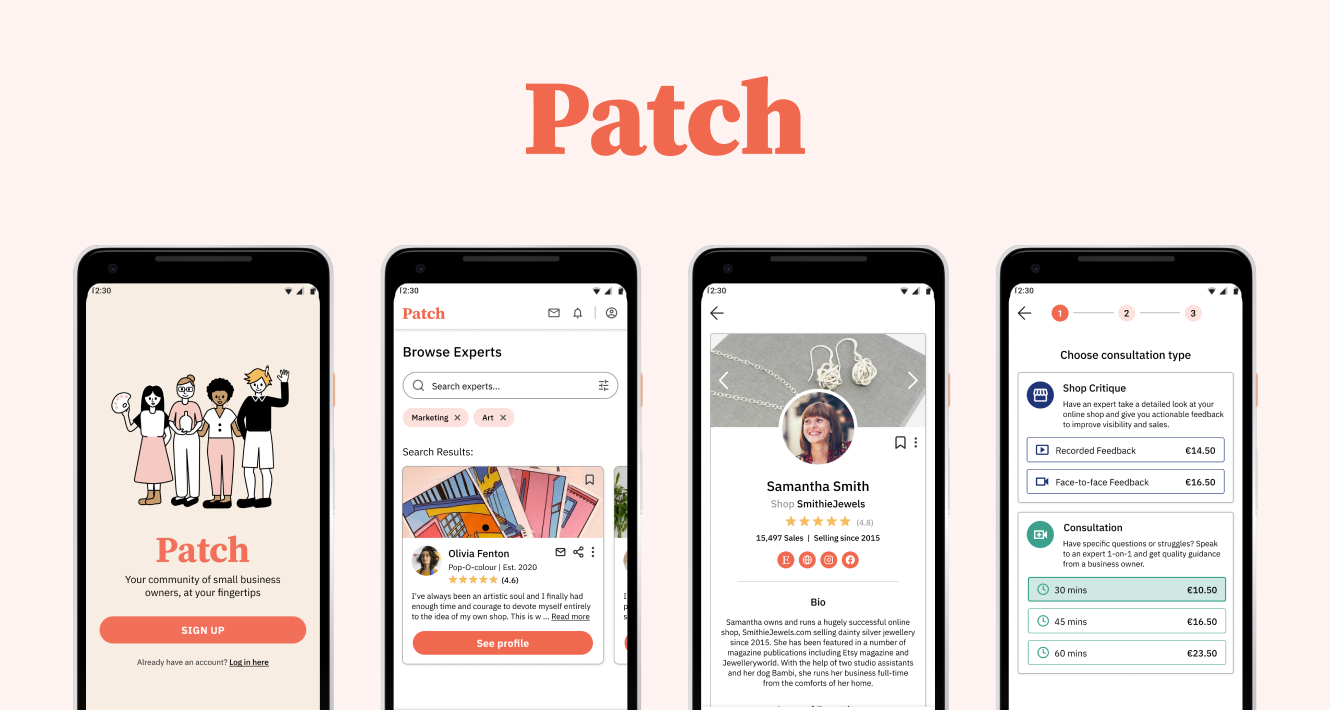 Patch
12:30
Patch
Your community of small business
owners, at your fingertips
SIGN UP
Already have an account? Log in here
12:30
Patch
Browse Experts
Search experts...
Marketing ✕ Art ✕
Search Results:
Olivia Fenton
Pop-O-colour | Est. 2020
(4.6)
I've always been an artistic soul and I finally had
enough time and courage to devote myself entirely
to the idea of my own shop. This is w ... Read more
See profile
12:30
Samantha Smith
Shop SmithieJewels
(4.8)
15,497 Sales | Selling since 2015
E
Bio
Samantha owns and runs a hugely successful online
shop, SmithieJewels.com selling dainty silver jewellery
since 2015. She has been featured in a number of
magazine publications including Etsy magazine and
Jewelleryworld. With the help of two studio assistants
and her dog Bambi, she runs her business full-time
from the comforts of her home.
12:30
1 2 3
Choose consultation type
Shop Critique
Have an expert take a detailed look at your
online shop and give you actionable feedback
to improve visibility and sales.
Recorded Feedback €14.50
Face-to-face Feedback €16.50
Consultation
Have specific questions or struggles? Speak
to an expert 1-on-1 and get quality guidance
from a business owner.
30 mins €10.50
45 mins €16.50
60 mins €23.50